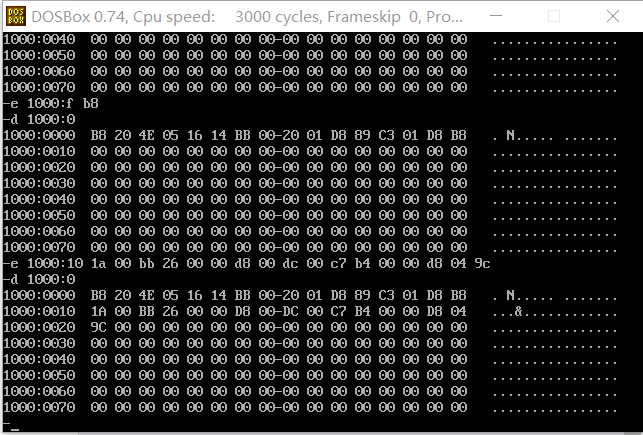 DOS
BOX
DOSBox 0.74, Cpu speed:    3000 cycles, Frameskip  0, Pro...
1000:0040  00 00 00 00 00 00 00 00-00 00 00 00 00 00 00 00   ................
1000:0050  00 00 00 00 00 00 00 00-00 00 00 00 00 00 00 00   ................
1000:0060  00 00 00 00 00 00 00 00-00 00 00 00 00 00 00 00   ................
1000:0070  00 00 00 00 00 00 00 00-00 00 00 00 00 00 00 00   ................
-e 1000:f b8
-d 1000:0
1000:0000  B8 20 4E 05 16 14 BB 00-20 01 D8 89 C3 01 D8 B8   . N..... .......
1000:0010  00 00 00 00 00 00 00 00-00 00 00 00 00 00 00 00   ................
1000:0020  00 00 00 00 00 00 00 00-00 00 00 00 00 00 00 00   ................
1000:0030  00 00 00 00 00 00 00 00-00 00 00 00 00 00 00 00   ................
1000:0040  00 00 00 00 00 00 00 00-00 00 00 00 00 00 00 00   ................
1000:0050  00 00 00 00 00 00 00 00-00 00 00 00 00 00 00 00   ................
1000:0060  00 00 00 00 00 00 00 00-00 00 00 00 00 00 00 00   ................
1000:0070  00 00 00 00 00 00 00 00-00 00 00 00 00 00 00 00   ................
-e 1000:10 1a 00 bb 26 00 00 d8 00 dc 00 c7 b4 00 00 d8 04 9c
-d 1000:0
1000:0000  B8 20 4E 05 16 14 BB 00-20 01 D8 89 C3 01 D8 B8   . N..... .......
1000:0010  1A 00 BB 26 00 00 D8 00-DC 00 C7 B4 00 00 D8 04   ...&............
1000:0020  9C 00 00 00 00 00 00 00-00 00 00 00 00 00 00 00   ................
1000:0030  00 00 00 00 00 00 00 00-00 00 00 00 00 00 00 00   ................
1000:0040  00 00 00 00 00 00 00 00-00 00 00 00 00 00 00 00   ................
1000:0050  00 00 00 00 00 00 00 00-00 00 00 00 00 00 00 00   ................
1000:0060  00 00 00 00 00 00 00 00-00 00 00 00 00 00 00 00   ................
1000:0070  00 00 00 00 00 00 00 00-00 00 00 00 00 00 00 00   ................
-_